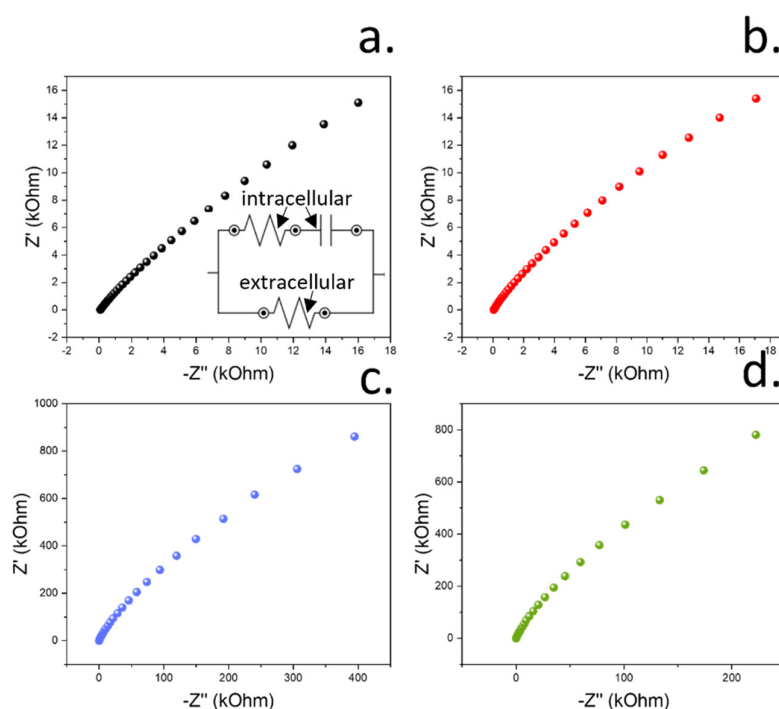 a.
16
14
12
10
8
6
4
2
0
-2
Z' (kOhm)
intracellular
extracellular
-2 0 2 4 6 8 10 12 14 16 18
-Z'' (kOhm)
b.
16
14
12
10
8
6
4
2
0
-2
Z' (kOhm)
-2 0 2 4 6 8 10 12 14 16 18
-Z'' (kOhm)
c.
1000
800
600
400
200
0
Z' (kOhm)
0 100 200 300 400
-Z'' (kOhm)
d.
800
600
400
200
0
Z' (kOhm)
0 100 200
-Z'' (kOhm)